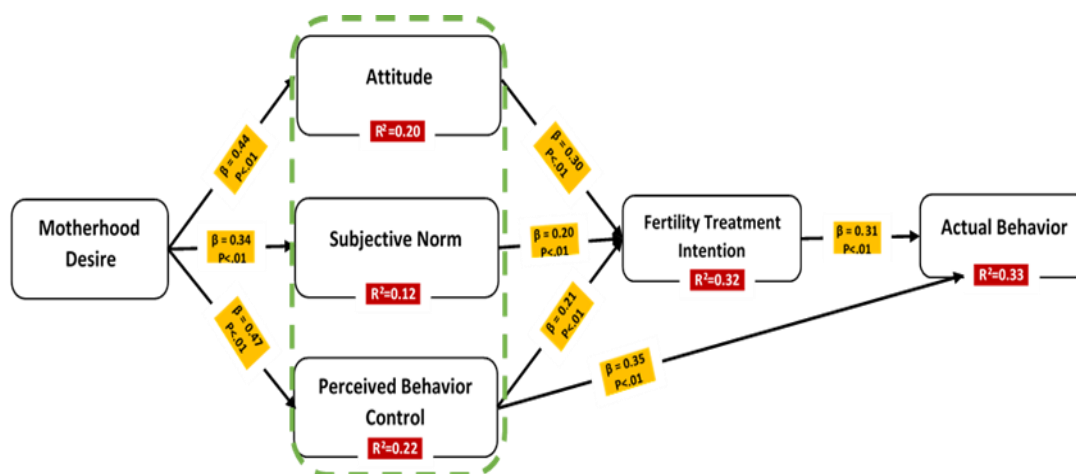 Attitude
R²=0.20
β = 0.44
P<.01
β = 0.30
P<.01
Motherhood
Desire
β = 0.34
P<.01
Subjective Norm
R²=0.12
β = 0.20
P<.01
Fertility Treatment
Intention
R²=0.32
β = 0.31
P<.01
Actual Behavior
R²=0.33
β = 0.47
P<.01
β = 0.21
P<.01
Perceived Behavior
Control
R²=0.22
β = 0.35
P<.01